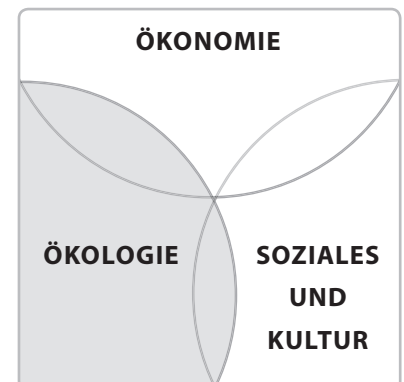 ÖKONOMIE
ÖKOLOGIE
SOZIALES
UND
KULTUR